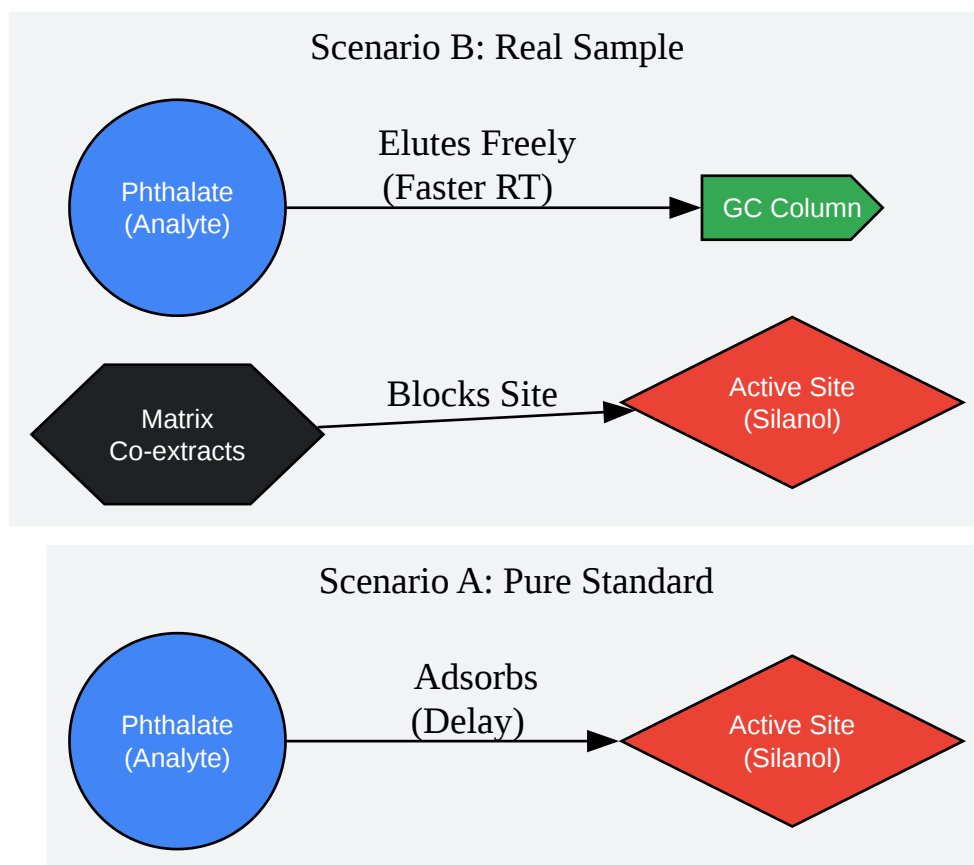 Scenario B: Real Sample
Phthalate
(Analyte)
Elutes Freely
(Faster RT)
GC Column
Matrix
Co-extracts
Blocks Site
Active Site
(Silanol)
Scenario A: Pure Standard
Phthalate
(Analyte)
Adsorbs
(Delay)
Active Site
(Silanol)